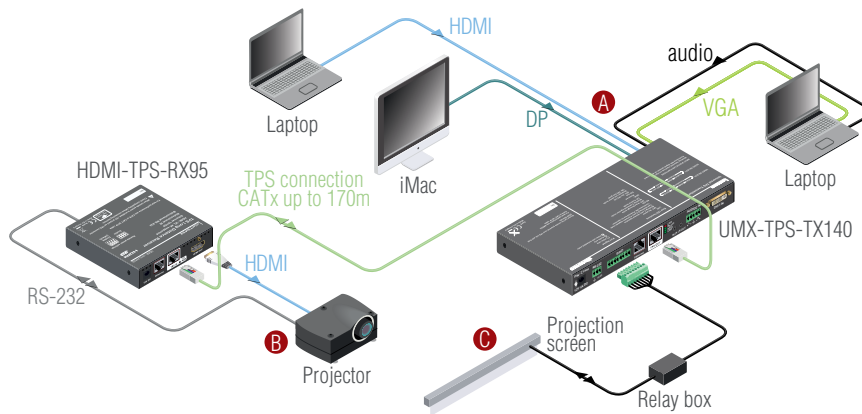 HDMI
audio
A
VGA
DP
Laptop
iMac
Laptop
HDMI-TPS-RX95
TPS connection
CATx up to 170m
UMX-TPS-TX140
HDMI
RS-232
B
Projector
C
Projection
screen
Relay box